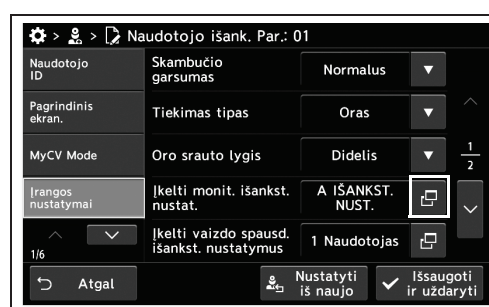 > > Naudotojo išank. Par.: 01
Naudotojo
ID
Pagrindinis
ekran.
MyCV Mode
Įrangos
nustatymai
1/6
Skambučio
garsumas
Normalus
Tiekimas tipas
Oras
Oro srauto lygis
Didelis
Įkelti monit. išankst.
nustat.
A IŠANKST.
NUST.
Įkelti vaizdo spausd.
išankst. nustatymus
1 Naudotojas
1
2
Atgal
Nustatyti
iš naujo
Išsaugoti
ir uždaryti